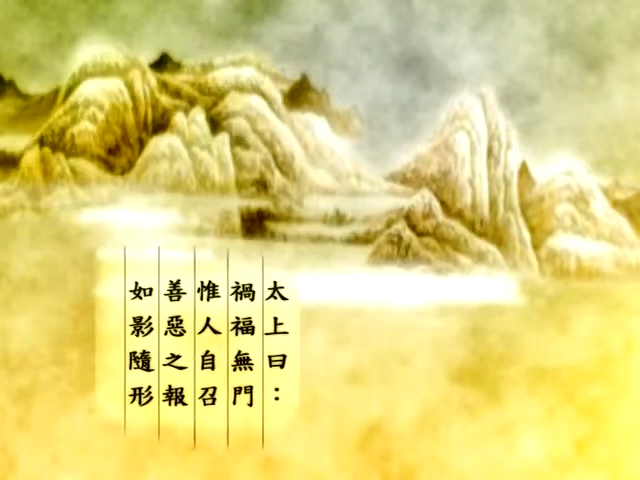 太上曰：
禍福無門
惟人自召
善惡之報
如影隨形